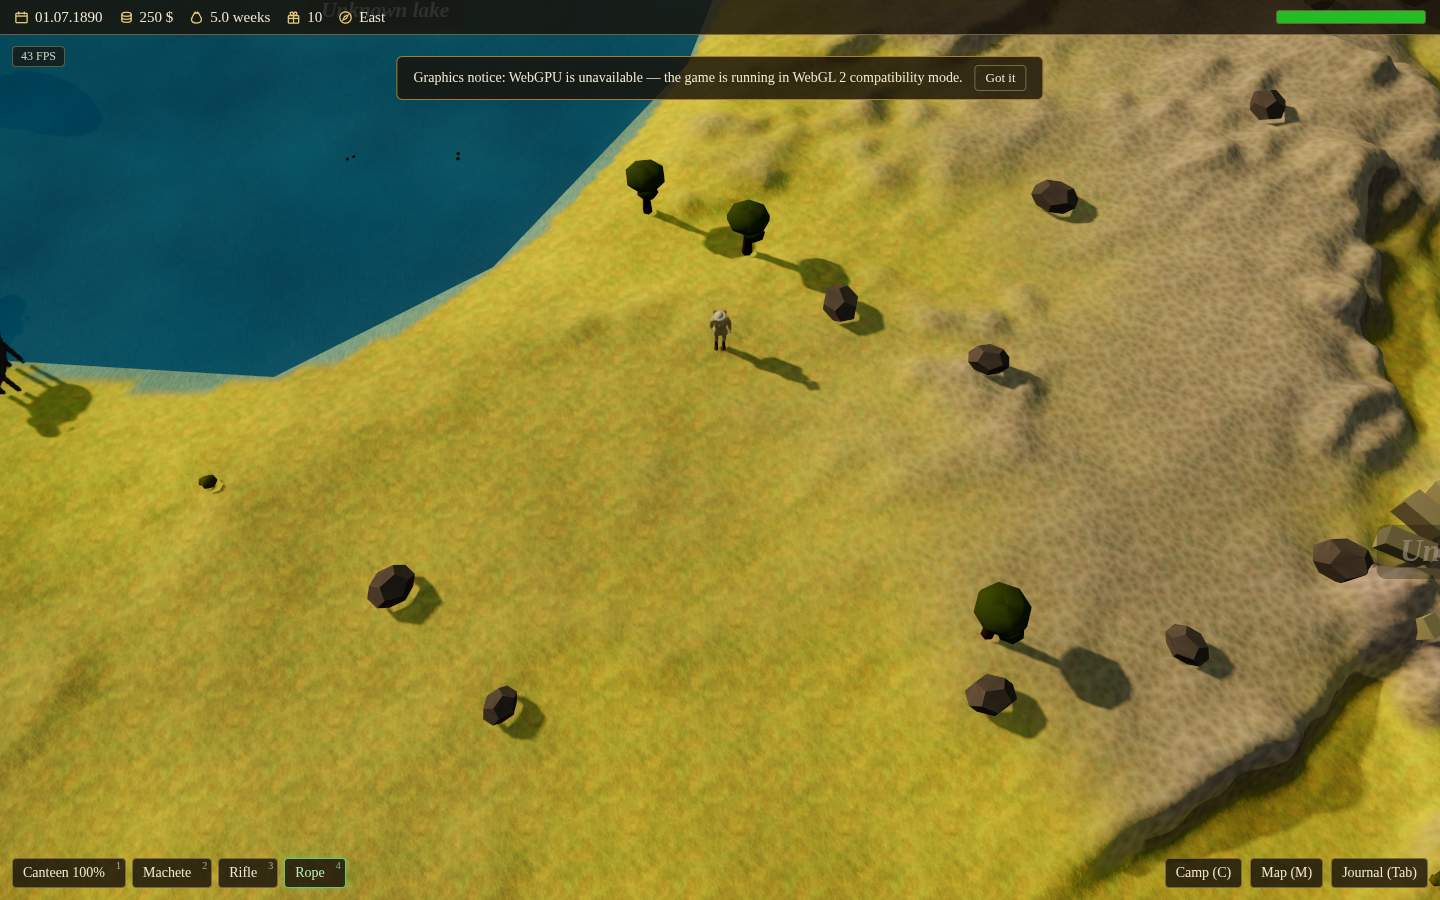 Unknown lake
01.07.1890
250 $
5.0 weeks
10
East
43 FPS
Graphics notice: WebGPU is unavailable — the game is running in WebGL 2 compatibility mode.
Got it
Canteen 100% 1
Machete 2
Rifle 3
Rope 4
Camp (C)
Map (M)
Journal (Tab)